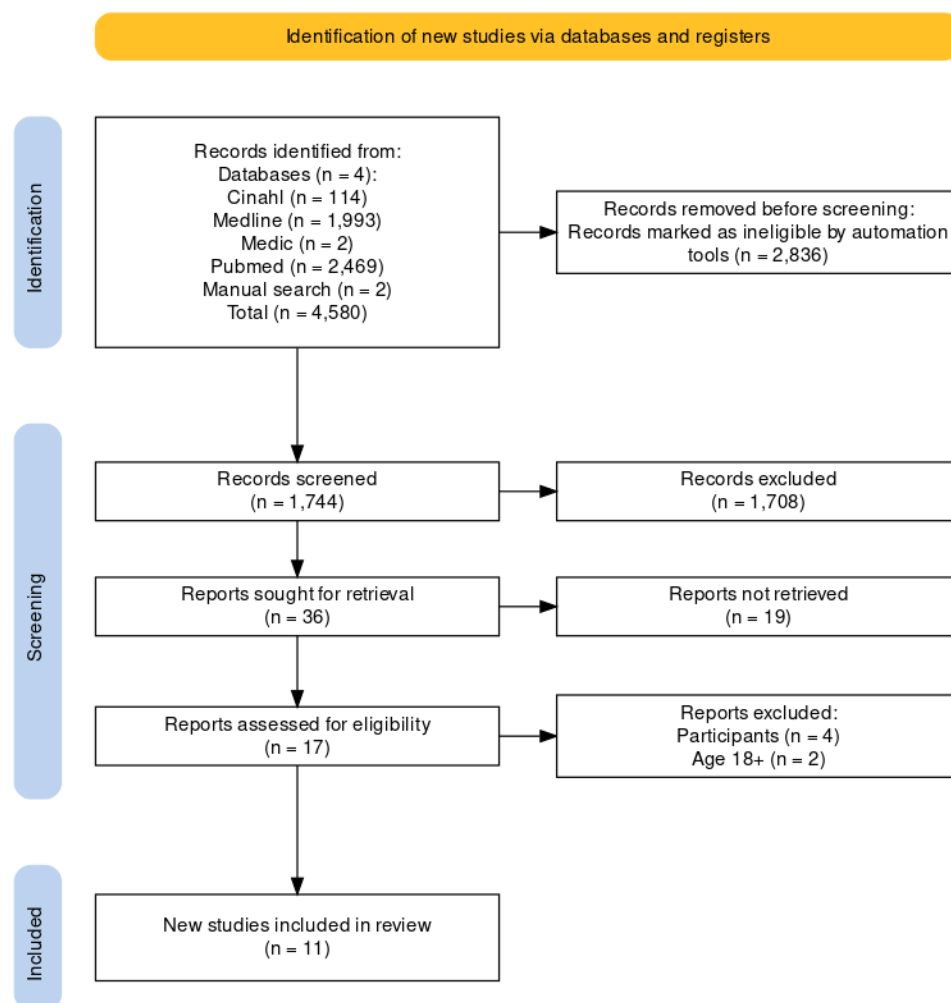 Identification of new studies via databases and registers
Identification
Records identified from:
Databases (n = 4):
Cinahl (n = 114)
Medline (n = 1,993)
Medic (n = 2)
Pubmed (n = 2,469)
Manual search (n = 2)
Total (n = 4,580)
Records removed before screening:
Records marked as ineligible by automation
tools (n = 2,836)
Screening
Records screened
(n = 1,744)
Records excluded
(n = 1,708)
Reports sought for retrieval
(n = 36)
Reports not retrieved
(n = 19)
Reports assessed for eligibility
(n = 17)
Reports excluded:
Participants (n = 4)
Age 18+ (n = 2)
Included
New studies included in review
(n = 11)